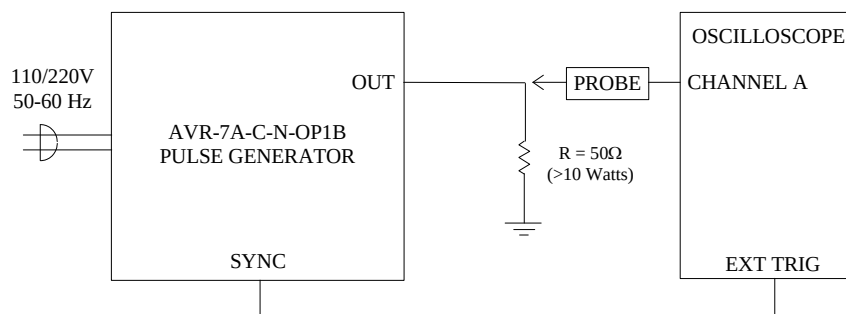 110/220V
50-60 Hz
AVR-7A-C-N-OP1B
PULSE GENERATOR
OUT
SYNC
PROBE
R = 50Ω
(>10 Watts)
OSCILLOSCOPE
CHANNEL A
EXT TRIG